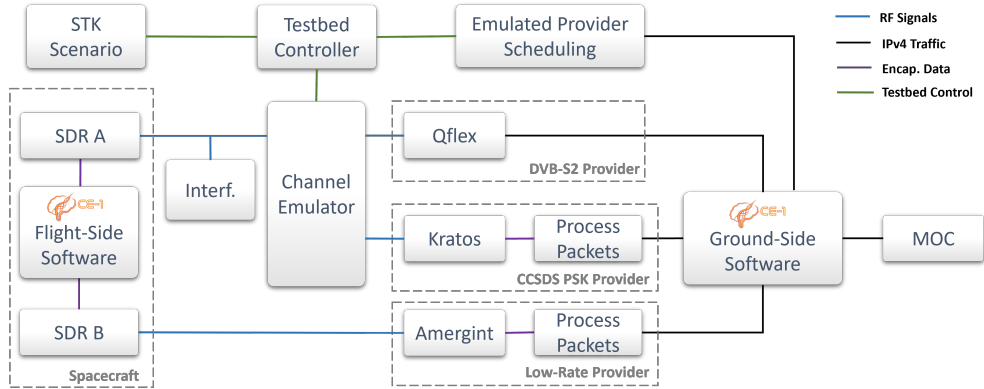 STK
Scenario
Testbed
Controller
Emulated Provider
Scheduling
RF Signals
IPv4 Traffic
Encap. Data
Testbed Control
SDR A
Interf.
Channel
Emulator
Qflex
DVB-S2 Provider
CE-1
Flight-Side
Software
Kratos
Process
Packets
CCSDS PSK Provider
CE-1
Ground-Side
Software
MOC
SDR B
Spacecraft
Amergint
Process
Packets
Low-Rate Provider